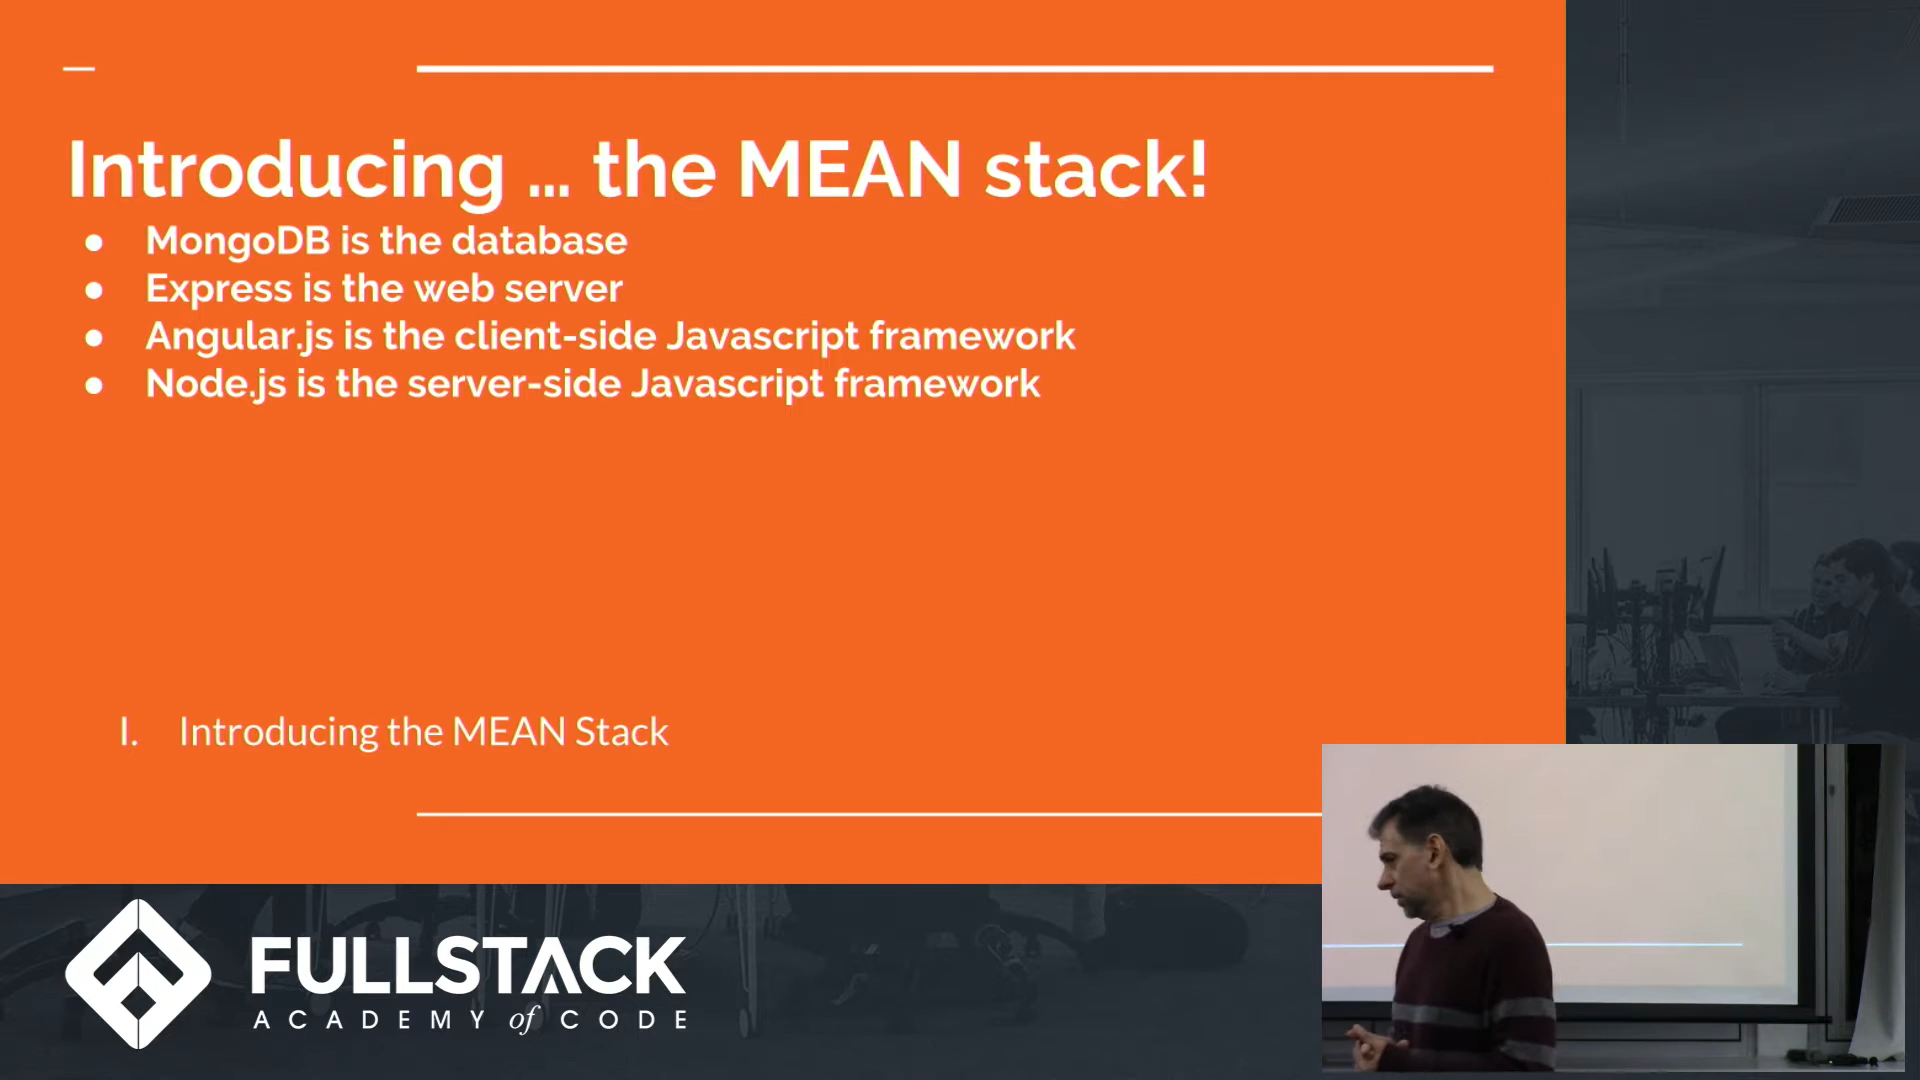 Introducing ... the MEAN stack!
● MongoDB is the database
● Express is the web server
● Angular.js is the client-side Javascript framework
● Node.js is the server-side Javascript framework
I. Introducing the MEAN Stack
FULLSTACK
ACADEMY of CODE